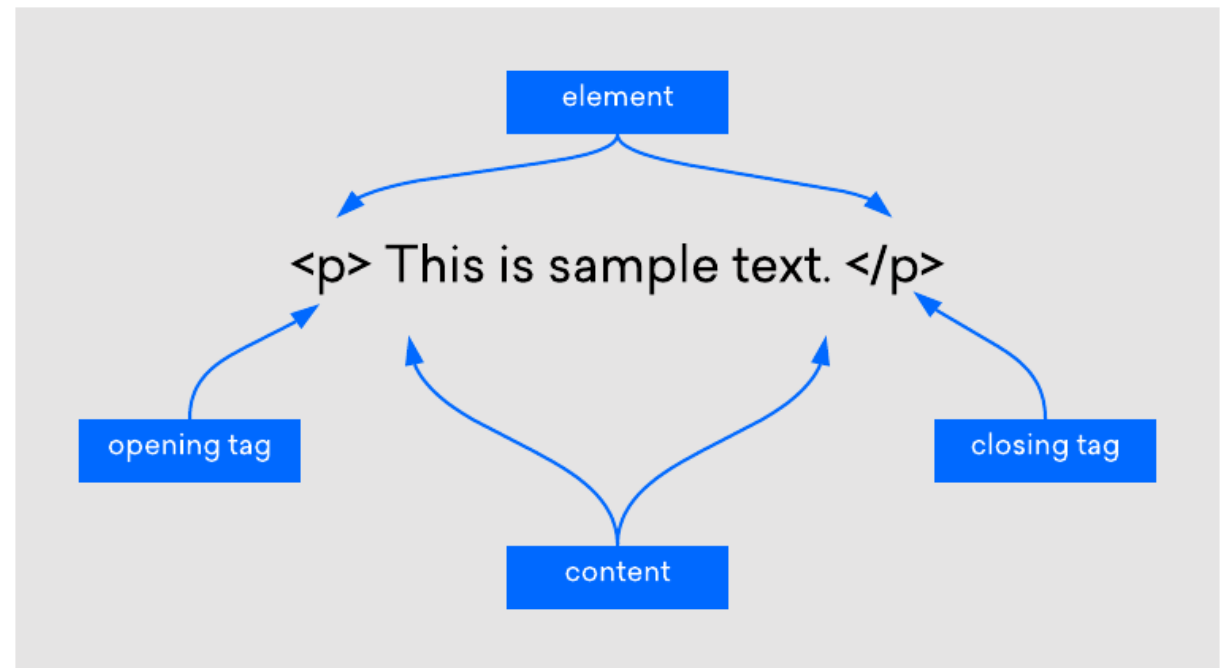 element
<p> This is sample text. </p>
opening tag
closing tag
content